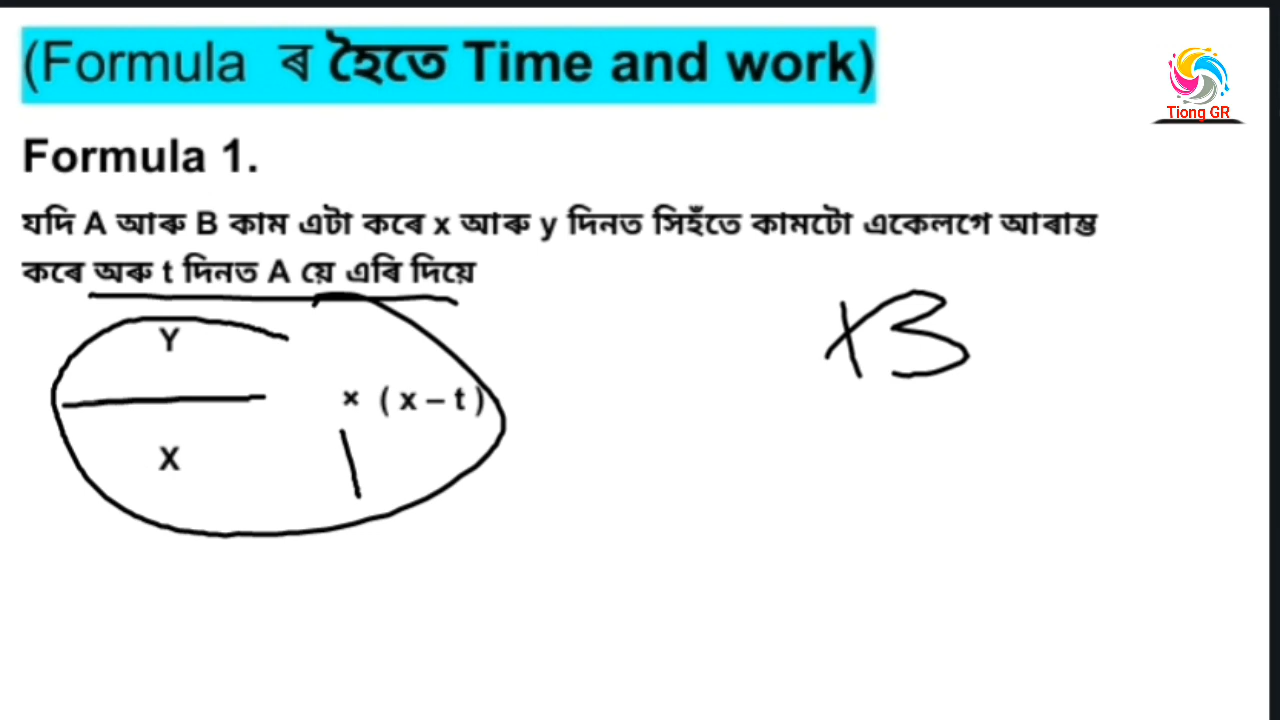 (Formula ৰ হৈতে Time and work)
Tiong GR
Formula 1.
যদি A আৰু B কাম এটা কৰে x আৰু y দিনত সিহঁতে কামটো একেলগে আৰাম্ভ
কৰে অৰু t দিনত A য়ে এৰি দিয়ে
Y
× ( x – t )
X